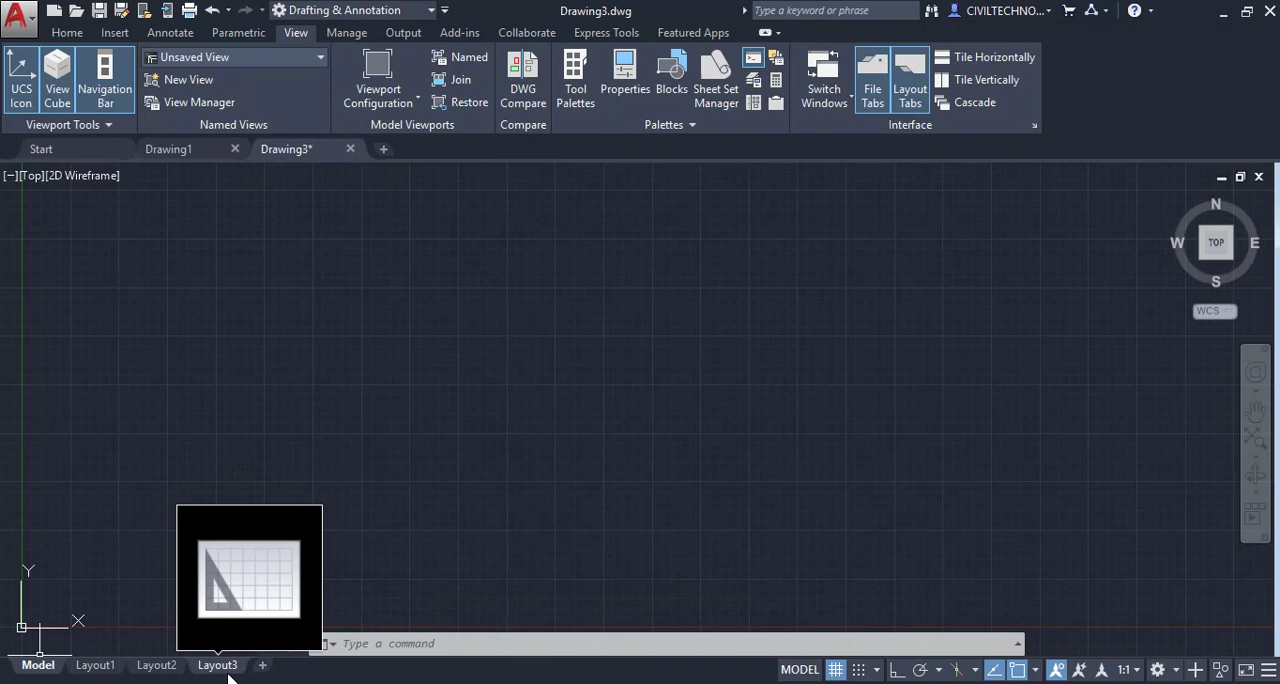 Drafting & Annotation
Drawing3.dwg
Type a keyword or phrase
CIVILTECHNO...
Home Insert Annotate Parametric View Manage Output Add-ins Collaborate Express Tools Featured Apps
UCS
Icon
View
Cube
Navigation
Bar
Viewport Tools
Unsaved View
New View
View Manager
Named Views
Viewport
Configuration
Named
Join
Restore
Model Viewports
DWG
Compare
Compare
Tool
Palettes
Properties
Blocks
Sheet Set
Manager
Palettes
Switch
Windows
File
Tabs
Layout
Tabs
Tile Horizontally
Tile Vertically
Cascade
Interface
Start
Drawing1
Drawing3*
[−][Top][2D Wireframe]
N
W
TOP
E
S
WCS
Y
X
Type a command
Model Layout1 Layout2 Layout3
MODEL
1:1